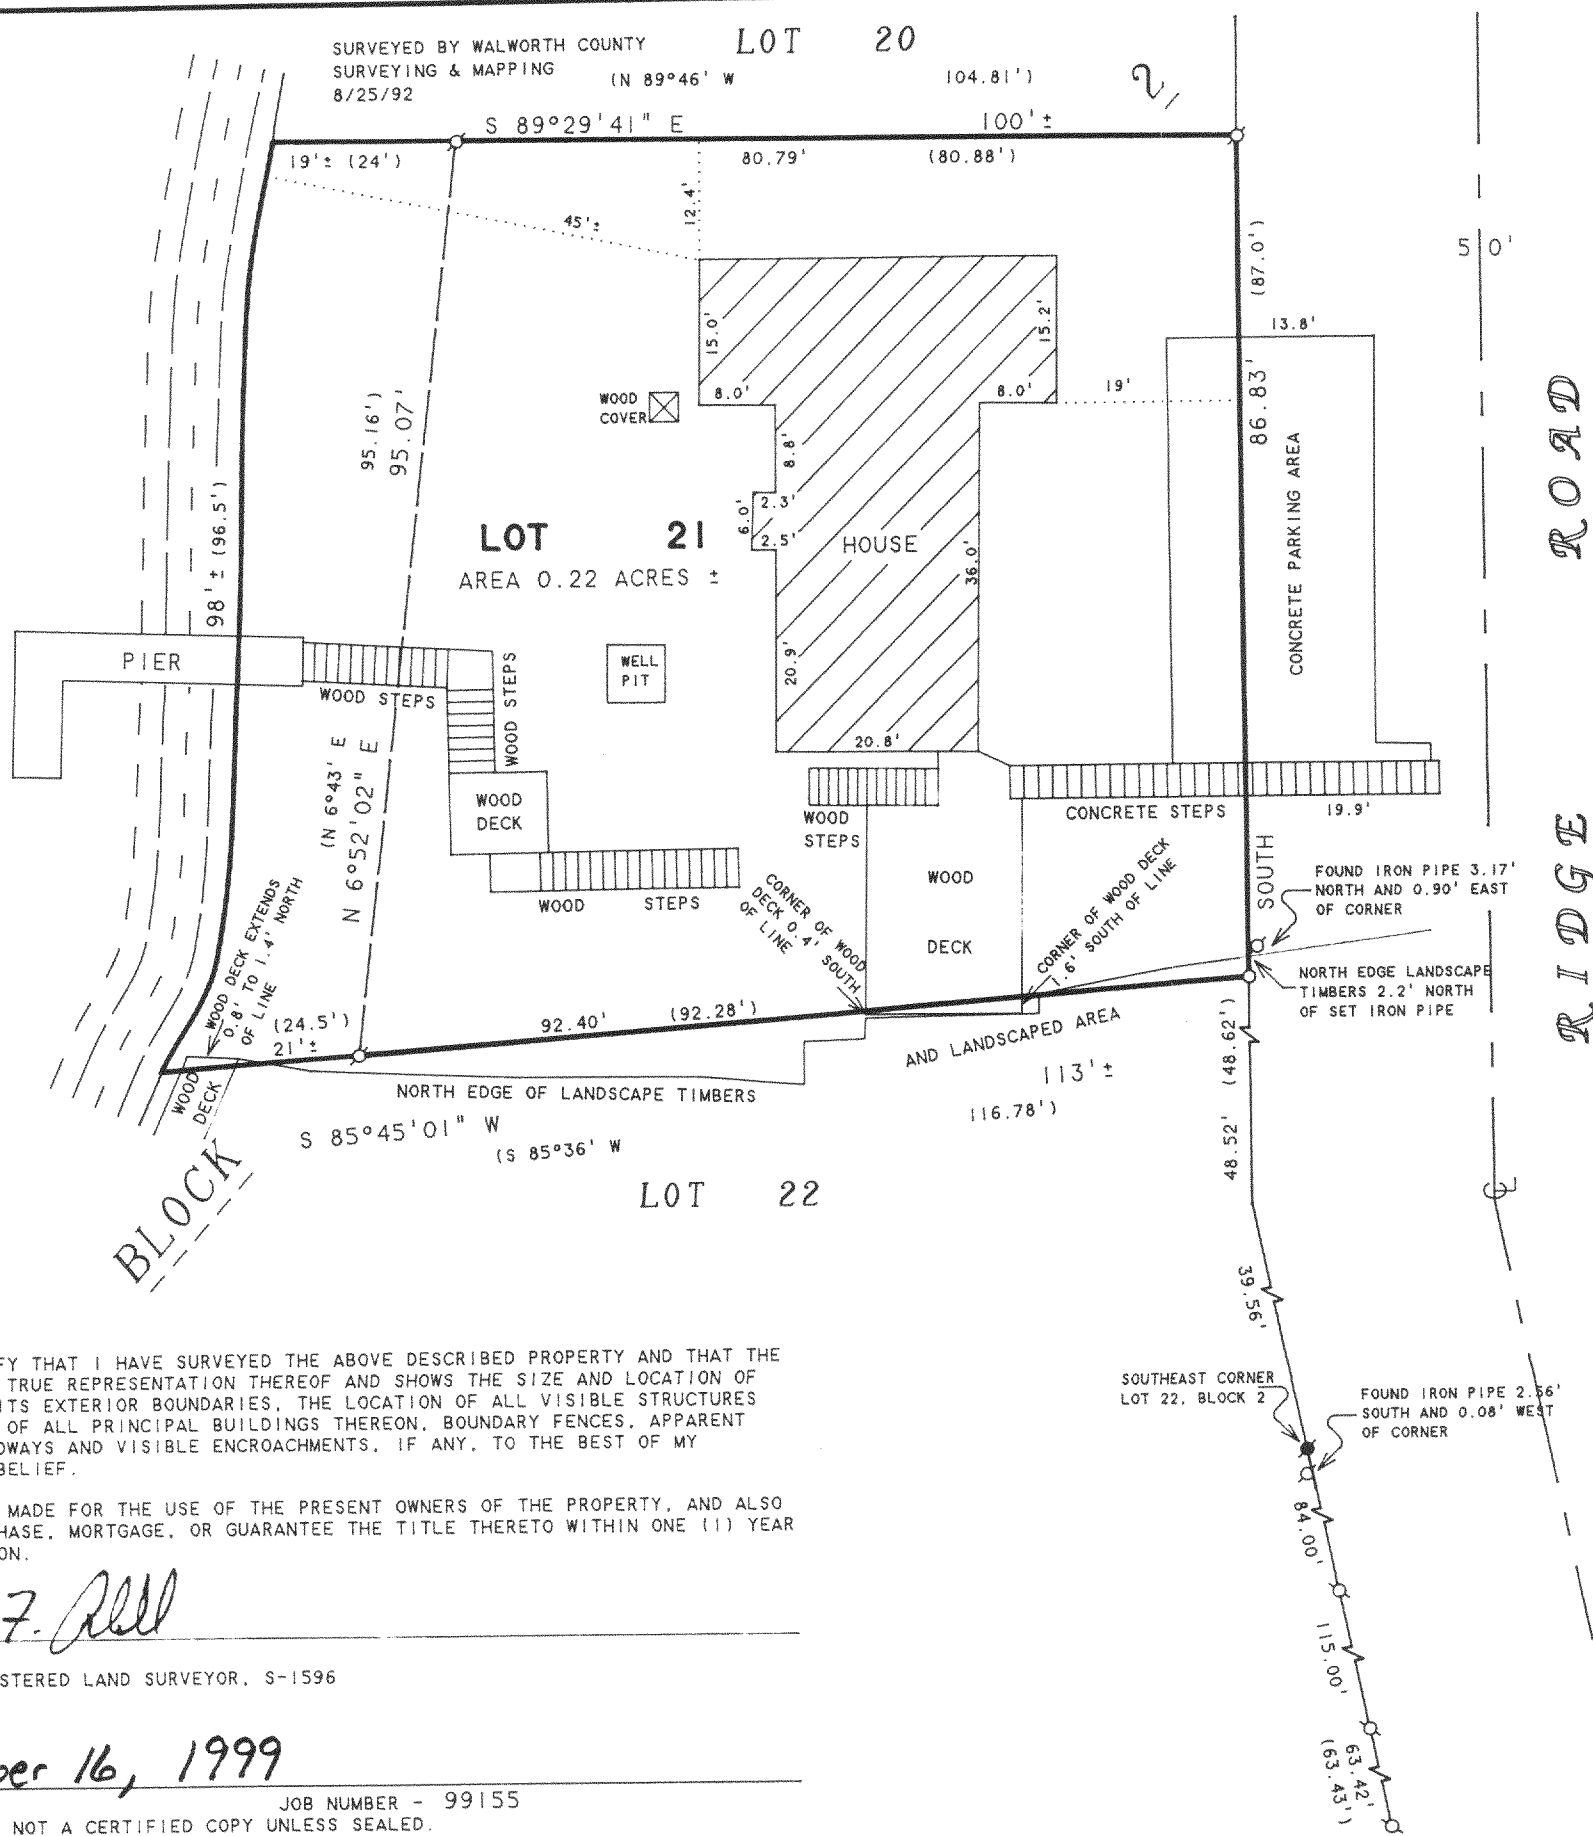 SURVEYED BY WALWORTH COUNTY
SURVEYING & MAPPING
8/25/92
LOT 20
(N 89°46' W 104.81')
2,
S 89°29'41" E 100'±
19'± (24')
80.79' (80.88')
12.4'
45'±
(87.0')
50'
15.0'
15.2'
13.8'
8.0'
8.0'
19'
WOOD
COVER
86.83'
95.16')
95.07'
8.8'
98'± (96.5')
6.0'
2.3'
2.5'
LOT 21
AREA 0.22 ACRES ±
HOUSE
36.0'
CONCRETE PARKING AREA
RIDGE ROAD
PIER
WOOD STEPS
WOOD STEPS
WELL
PIT
20.9'
20.8'
(N 6°43' E
N 6°52'02" E
WOOD
DECK
WOOD
STEPS
CONCRETE STEPS
19.9'
SOUTH
WOOD STEPS
WOOD
DECK
CORNER OF WOOD
DECK 0.4' SOUTH
OF LINE
CORNER OF WOOD DECK
1.6' SOUTH OF LINE
FOUND IRON PIPE 3.17'
NORTH AND 0.90' EAST
OF CORNER
NORTH EDGE LANDSCAPE
TIMBERS 2.2' NORTH
OF SET IRON PIPE
WOOD DECK EXTENDS
0.8' TO 1.4' NORTH
OF LINE
(24.5')
21'±
92.40' (92.28')
WOOD
DECK
NORTH EDGE OF LANDSCAPE TIMBERS
AND LANDSCAPED AREA
113'±
116.78')
S 85°45'01" W
(S 85°36' W
48.52' (48.62')
LOT 22
BLOCK
39.56'
SOUTHEAST CORNER
LOT 22, BLOCK 2
FOUND IRON PIPE 2.56'
SOUTH AND 0.08' WEST
OF CORNER
84.00'
115.00'
63.42'
(63.43')
FY THAT I HAVE SURVEYED THE ABOVE DESCRIBED PROPERTY AND THAT THE
TRUE REPRESENTATION THEREOF AND SHOWS THE SIZE AND LOCATION OF
ITS EXTERIOR BOUNDARIES, THE LOCATION OF ALL VISIBLE STRUCTURES
OF ALL PRINCIPAL BUILDINGS THEREON, BOUNDARY FENCES, APPARENT
DWAYS AND VISIBLE ENCROACHMENTS, IF ANY, TO THE BEST OF MY
BELIEF.
MADE FOR THE USE OF THE PRESENT OWNERS OF THE PROPERTY, AND ALSO
HASE, MORTGAGE, OR GUARANTEE THE TITLE THERETO WITHIN ONE (1) YEAR
ON.
F.
STERED LAND SURVEYOR, S-1596
ber 16, 1999
JOB NUMBER - 99155
NOT A CERTIFIED COPY UNLESS SEALED.